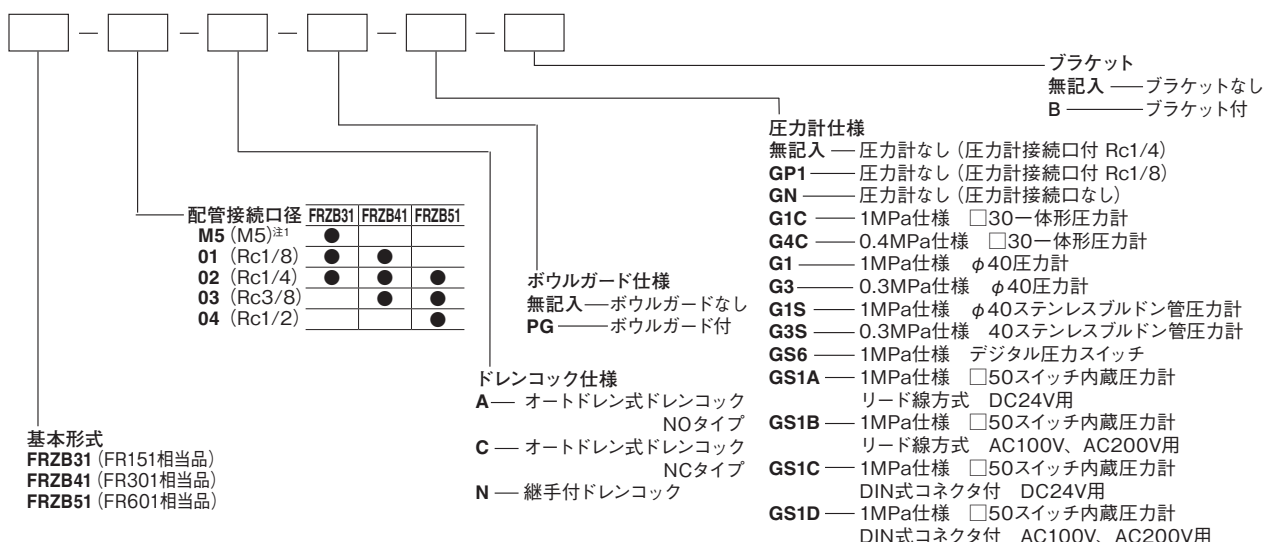 ブラケット
無記入 ブラケットなし
B ブラケット付
圧力計仕様
無記入 圧力計なし（圧力計接続口付 Rc1/4）
GP1 圧力計なし（圧力計接続口付 Rc1/8）
GN 圧力計なし（圧力計接続口なし）
G1C 1MPa仕様 □30一体形圧力計
G4C 0.4MPa仕様 □30一体形圧力計
G1 1MPa仕様 φ40圧力計
G3 0.3MPa仕様 φ40圧力計
G1S 1MPa仕様 φ40ステンレスブルドン管圧力計
G3S 0.3MPa仕様 40ステンレスブルドン管圧力計
GS6 1MPa仕様 デジタル圧力スイッチ
GS1A 1MPa仕様 □50スイッチ内蔵圧力計
リード線方式 DC24V用
GS1B 1MPa仕様 □50スイッチ内蔵圧力計
リード線方式 AC100V、AC200V用
GS1C 1MPa仕様 □50スイッチ内蔵圧力計
DIN式コネクタ付 DC24V用
GS1D 1MPa仕様 □50スイッチ内蔵圧力計
DIN式コネクタ付 AC100V、AC200V用
ボウルガード仕様
無記入 ボウルガードなし
PG ボウルガード付
ドレンコック仕様
A オートドレン式ドレンコック
NOタイプ
C オートドレン式ドレンコック
NCタイプ
N 継手付ドレンコック
配管接続口径 FRZB31 FRZB41 FRZB51
M5（M5）注1 ●
01（Rc1/8） ● ●
02（Rc1/4） ● ● ●
03（Rc3/8） ● ●
04（Rc1/2） ●
基本形式
FRZB31（FR151相当品）
FRZB41（FR301相当品）
FRZB51（FR601相当品）